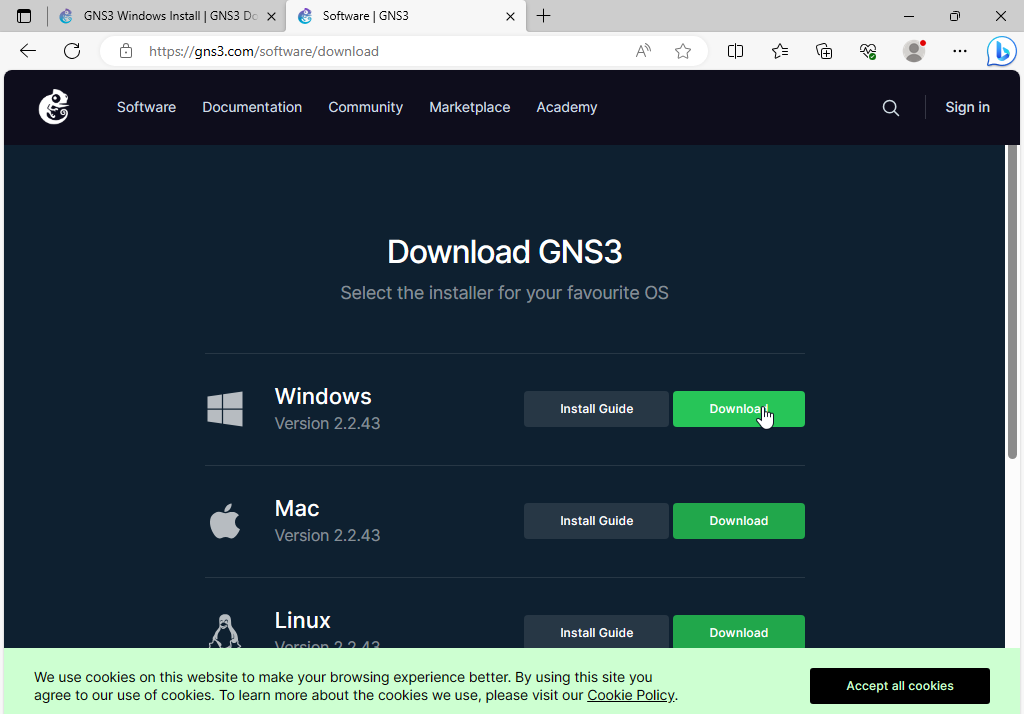 GNS3 Windows Install | GNS3 Do
Software | GNS3
https://gns3.com/software/download
Software Documentation Community Marketplace Academy Sign in
Download GNS3
Select the installer for your favourite OS
Windows
Version 2.2.43
Install Guide Download
Mac
Version 2.2.43
Install Guide Download
Linux
Version 2.2.43
Install Guide Download
We use cookies on this website to make your browsing experience better. By using this site you
agree to our use of cookies. To learn more about the cookies we use, please visit our Cookie Policy.
Accept all cookies